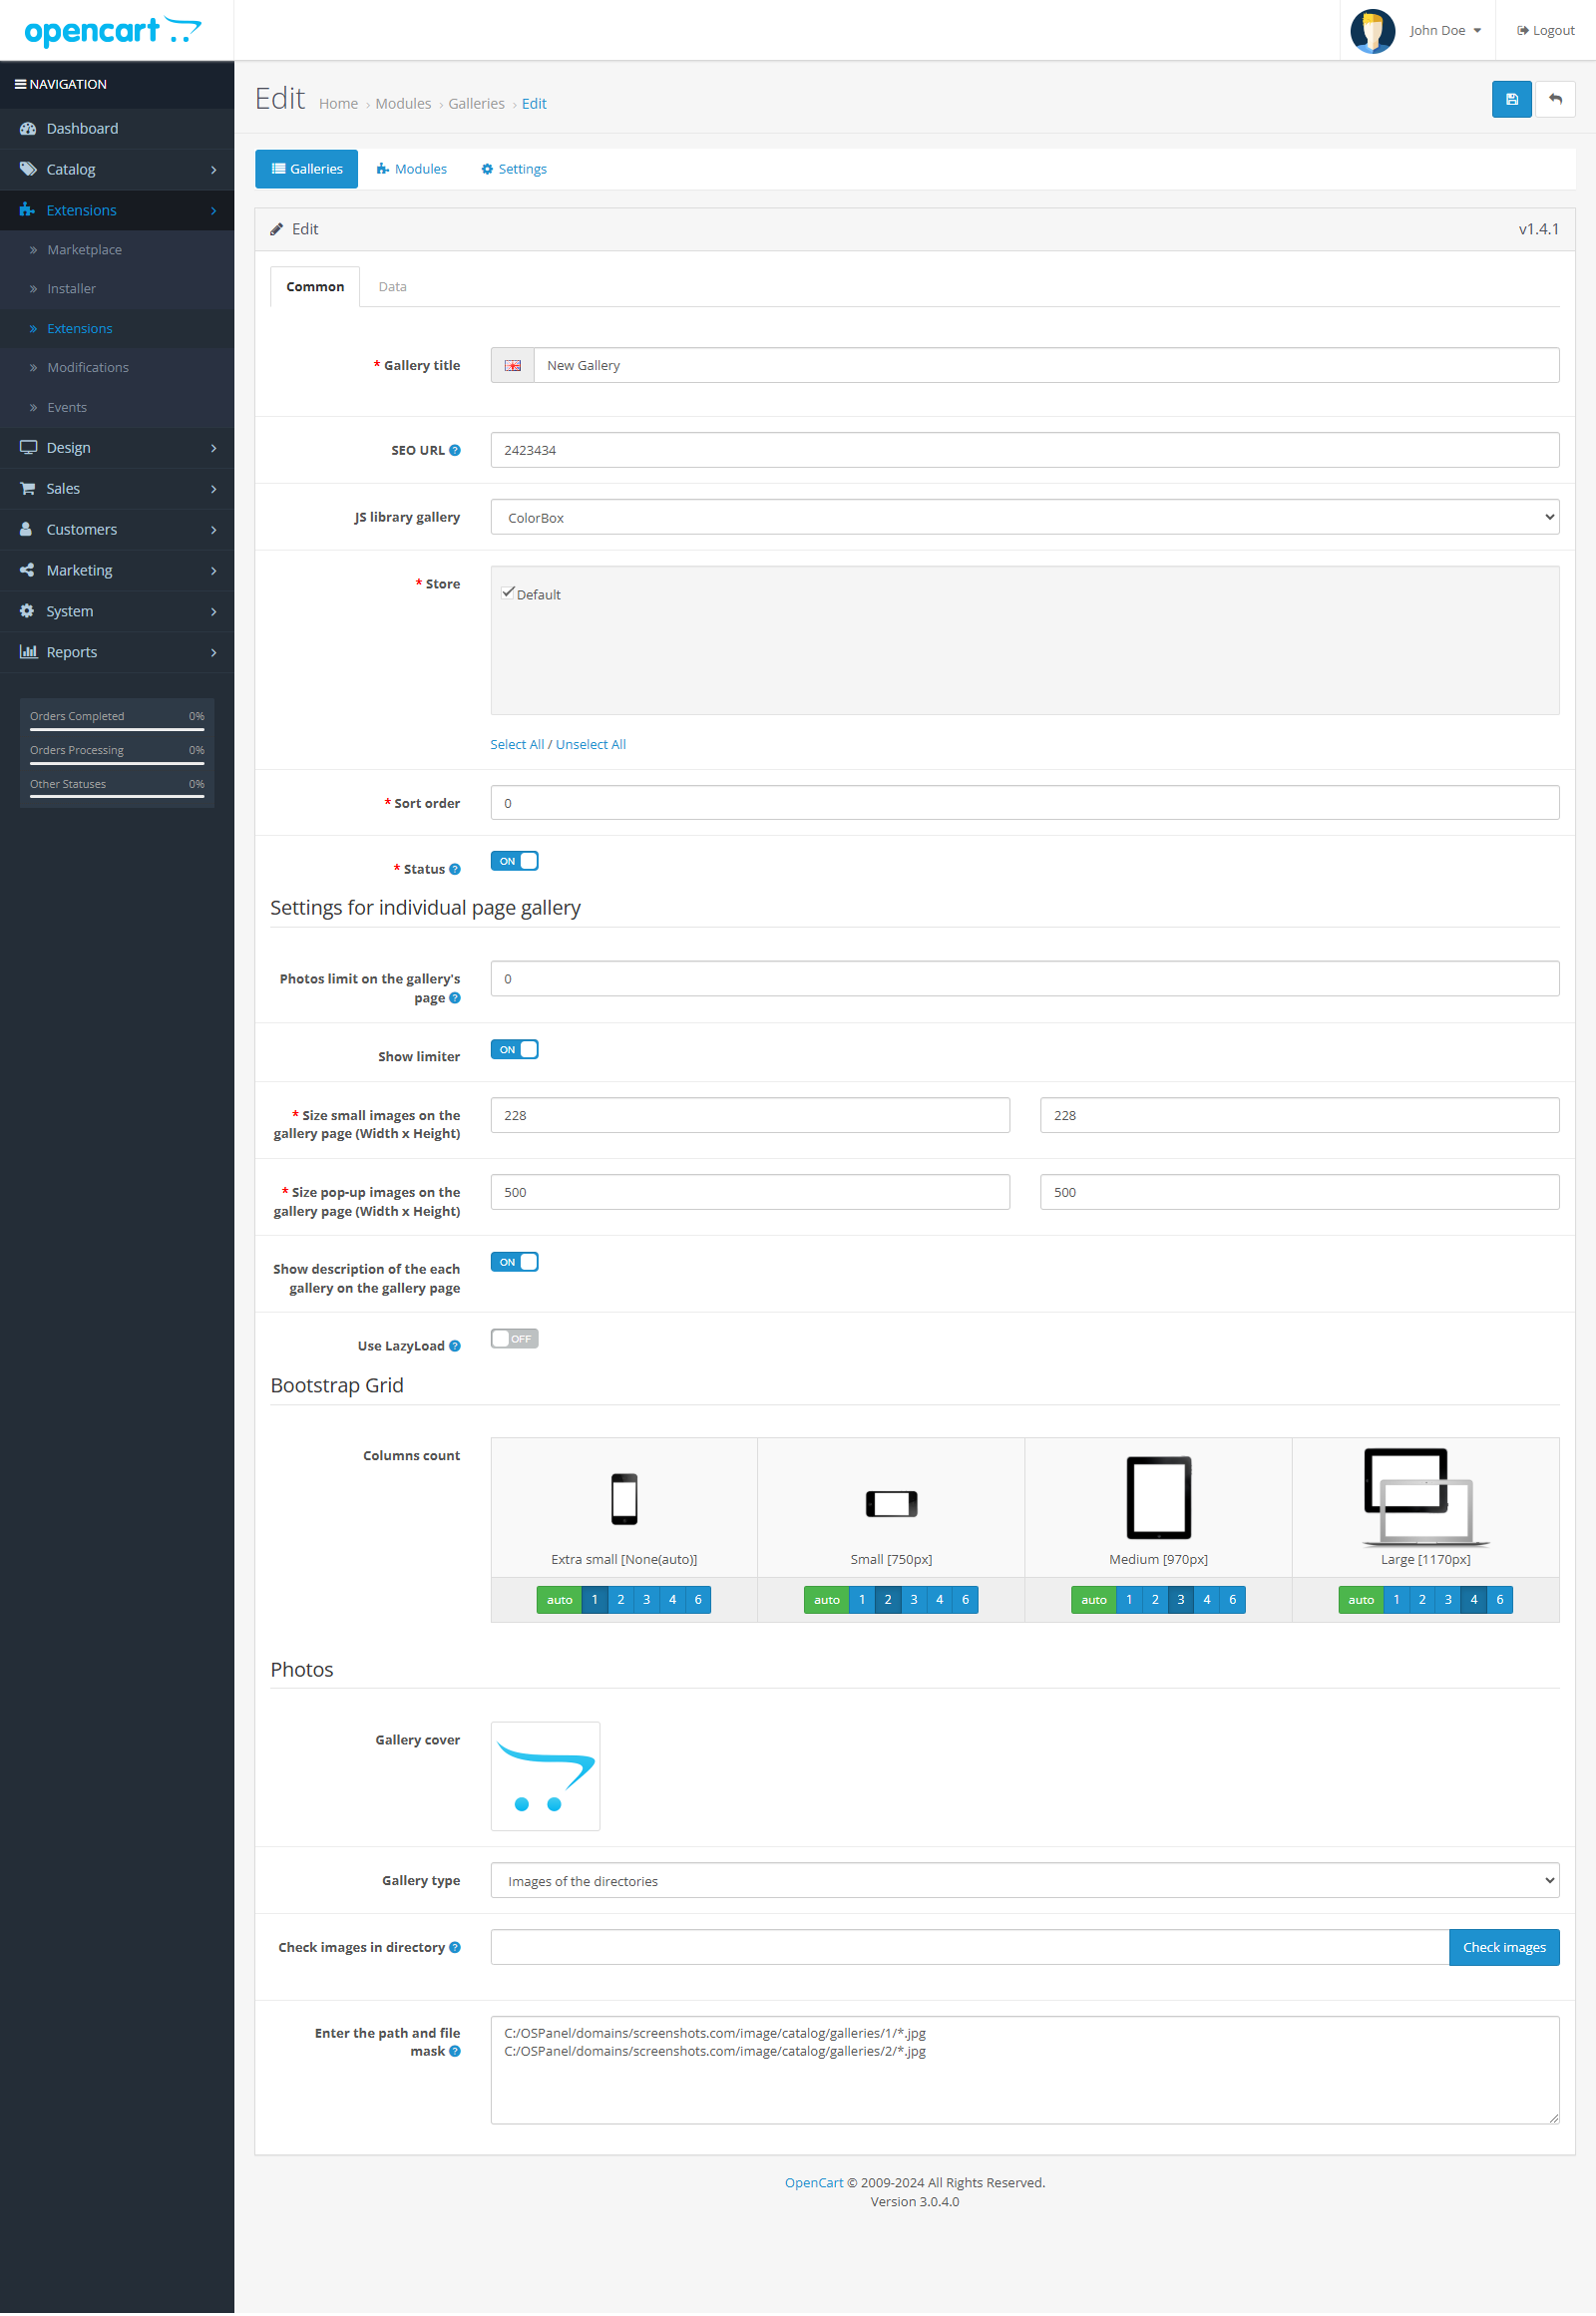 opencart
John Doe
Logout
NAVIGATION
Dashboard
Catalog
Extensions
Marketplace
Installer
Extensions
Modifications
Events
Design
Sales
Customers
Marketing
System
Reports
Orders Completed 0%
Orders Processing 0%
Other Statuses 0%
Edit
Home › Modules › Galleries › Edit
Galleries Modules Settings
Edit v1.4.1
Common Data
* Gallery title New Gallery
SEO URL ? 2423434
JS library gallery ColorBox
* Store
Default
Select All / Unselect All
* Sort order 0
* Status ? ON
Settings for individual page gallery
Photos limit on the gallery's
page ?
0
Show limiter ON
* Size small images on the
gallery page (Width x Height)
228 228
* Size pop-up images on the
gallery page (Width x Height)
500 500
Show description of the each
gallery on the gallery page
ON
Use LazyLoad ? OFF
Bootstrap Grid
Columns count
Extra small [None(auto)] Small [750px] Medium [970px] Large [1170px]
auto 1 2 3 4 6 auto 1 2 3 4 6 auto 1 2 3 4 6 auto 1 2 3 4 6
Photos
Gallery cover
Gallery type Images of the directories
Check images in directory ? Check images
Enter the path and file
mask ?
C:/OSPanel/domains/screenshots.com/image/catalog/galleries/1/*.jpg
C:/OSPanel/domains/screenshots.com/image/catalog/galleries/2/*.jpg
OpenCart © 2009-2024 All Rights Reserved.
Version 3.0.4.0